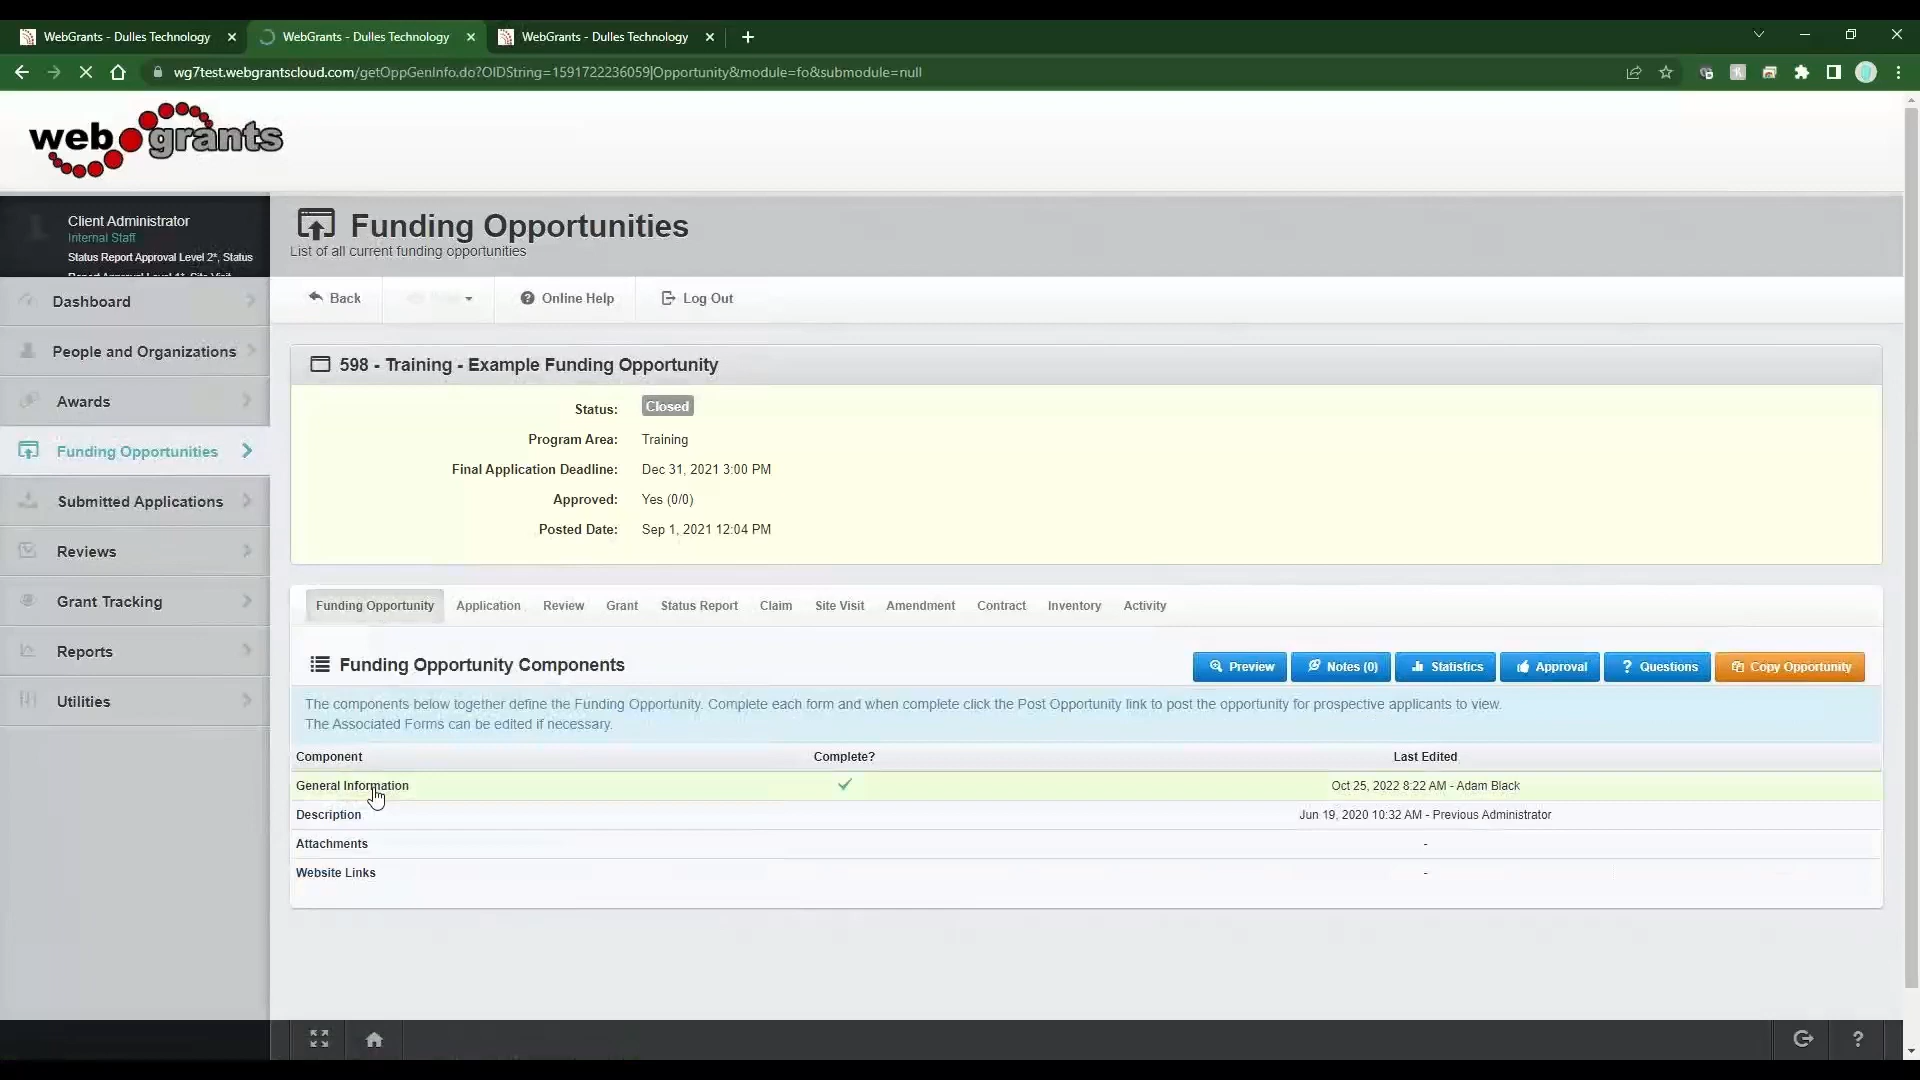 WebGrants - Dulles Technology
WebGrants - Dulles Technology
WebGrants - Dulles Technology
wg7test.webgrantscloud.com/getOppGenInfo.do?OIDString=1591722236059|Opportunity&module=fo&submodule=null
web grants
Client Administrator
Internal Staff
Status Report Approval Level 2*, Status
Report Approval Level 1*, Site Visit
Dashboard
People and Organizations
Awards
Funding Opportunities
Submitted Applications
Reviews
Grant Tracking
Reports
Utilities
Funding Opportunities
List of all current funding opportunities
Back
Online Help
Log Out
598 - Training - Example Funding Opportunity
Status: Closed
Program Area: Training
Final Application Deadline: Dec 31, 2021 3:00 PM
Approved: Yes (0/0)
Posted Date: Sep 1, 2021 12:04 PM
Funding Opportunity Application Review Grant Status Report Claim Site Visit Amendment Contract Inventory Activity
Funding Opportunity Components
Preview Notes (0) Statistics Approval ? Questions Copy Opportunity
The components below together define the Funding Opportunity. Complete each form and when complete click the Post Opportunity link to post the opportunity for prospective applicants to view.
The Associated Forms can be edited if necessary.
Component Complete? Last Edited
General Information Oct 25, 2022 8:22 AM - Adam Black
Description Jun 19, 2020 10:32 AM - Previous Administrator
Attachments -
Website Links -